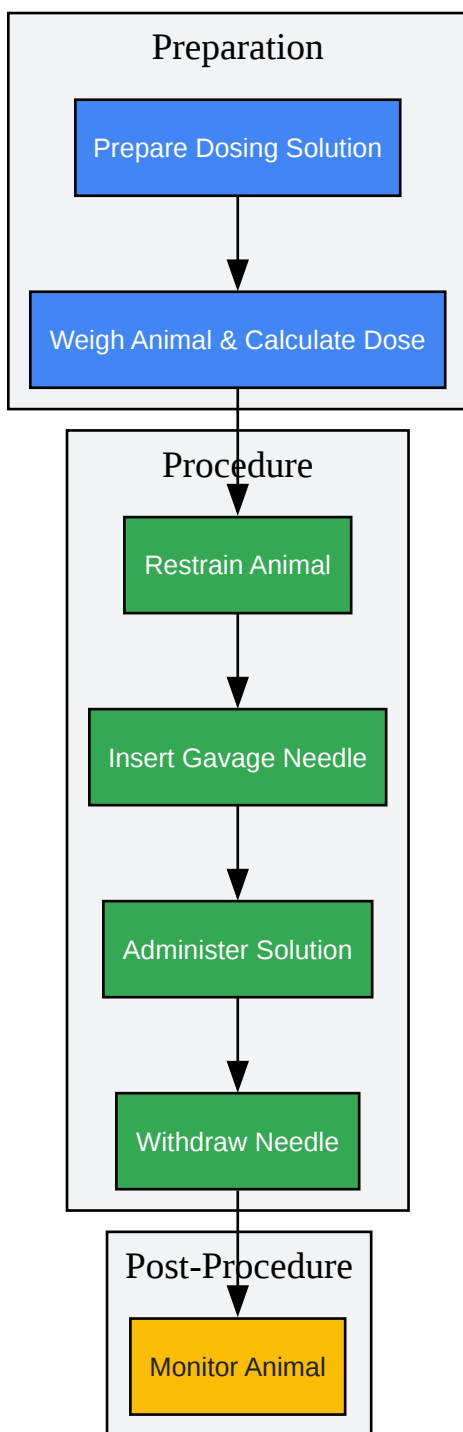 Preparation
Prepare Dosing Solution
Weigh Animal & Calculate Dose
Procedure
Restrain Animal
Insert Gavage Needle
Administer Solution
Withdraw Needle
Post-Procedure
Monitor Animal